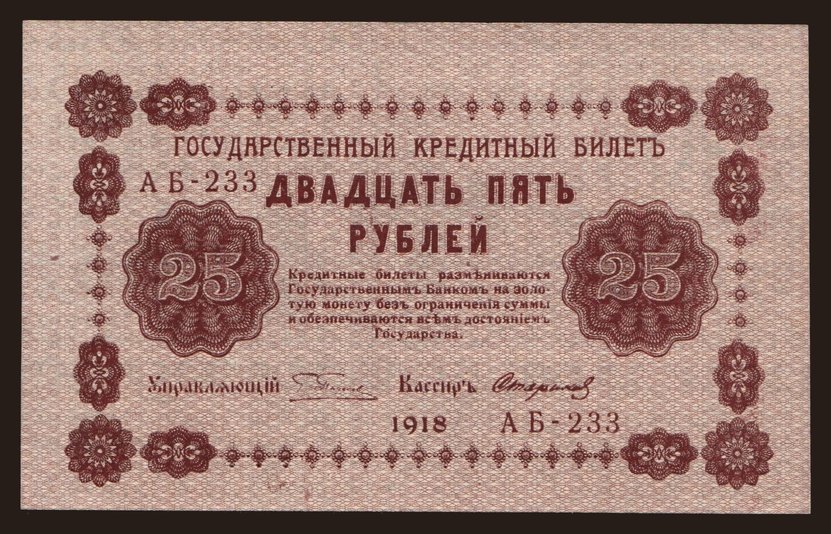 ГОСУДАРСТВЕННЫЙ КРЕДИТНЫЙ БИЛЕТЪ
АБ-233 ДВАДЦАТЬ ПЯТЬ
РУБЛЕЙ
25 25
Кредитные билеты размѣниваются
Государственнымъ Банкомъ на золо-
тую монету безъ ограниченія суммы
и обезпечиваются всѣмъ достояніемъ
Государства.
Управляющій Кассиръ
1918 АБ-233